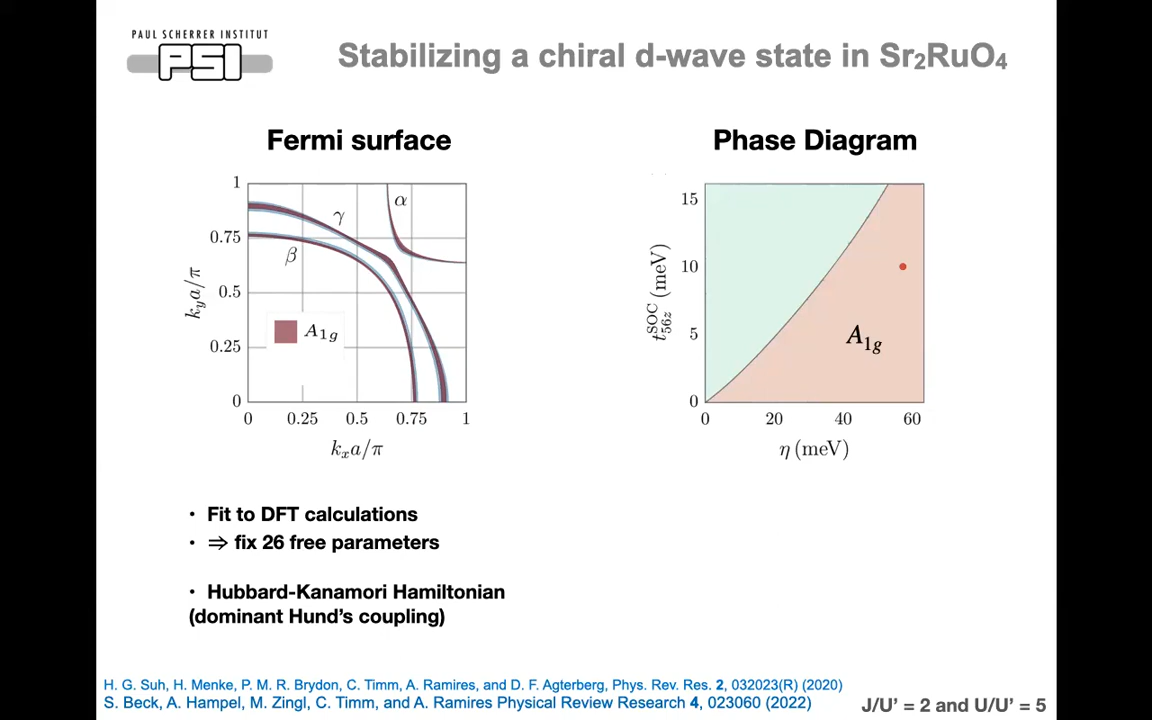 PAUL SCHERRER INSTITUT
PSI
Stabilizing a chiral d-wave state in Sr₂RuO₄
Fermi surface
Phase Diagram
1
0.75
0.5
0.25
0
0
0.25
0.5
0.75
1
k_y a/π
k_x a/π
α
γ
β
A₁g
15
10
5
0
0
20
40
60
t^SOC_56z (meV)
η (meV)
A₁g
• Fit to DFT calculations
• ⇒ fix 26 free parameters
• Hubbard-Kanamori Hamiltonian
(dominant Hund's coupling)
H. G. Suh, H. Menke, P. M. R. Brydon, C. Timm, A. Ramires, and D. F. Agterberg, Phys. Rev. Res. 2, 032023(R) (2020)
S. Beck, A. Hampel, M. Zingl, C. Timm, and A. Ramires Physical Review Research 4, 023060 (2022)
J/U' = 2 and U/U' = 5